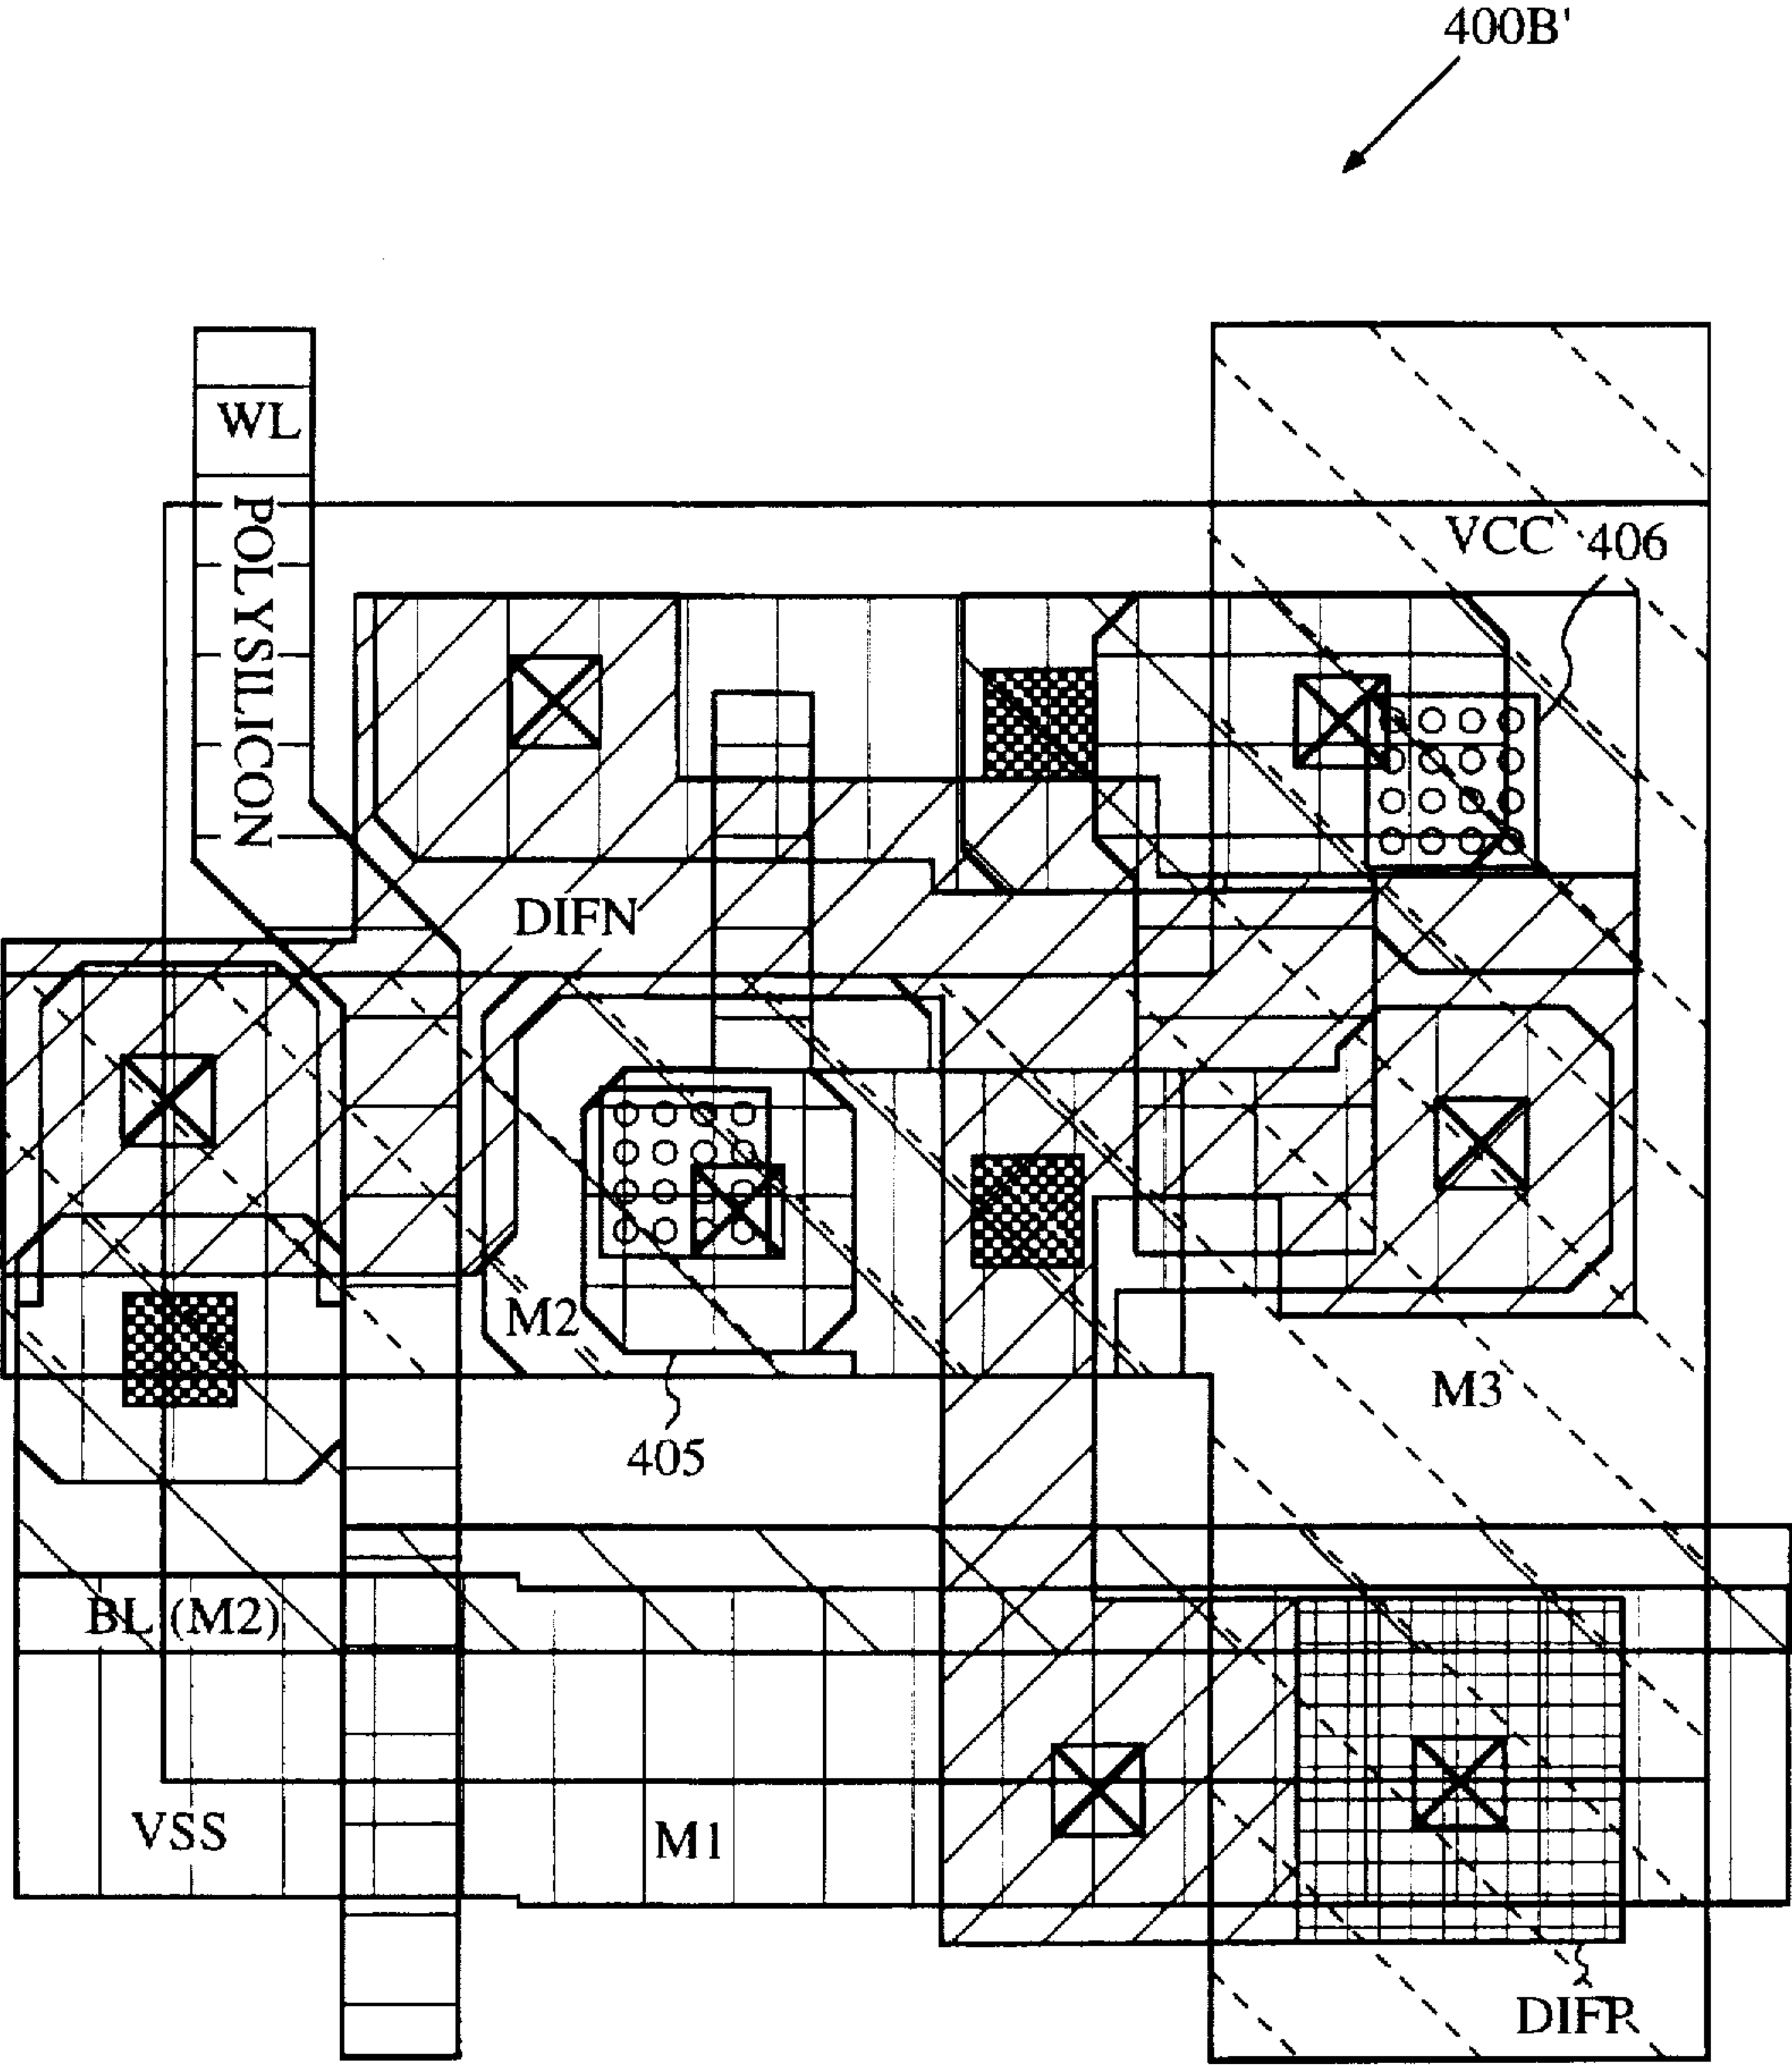 400B'
WL
POLYSILICON
VCC
406
DIFN
M2
M3
405
BL (M2)
VSS
M1
DIFP